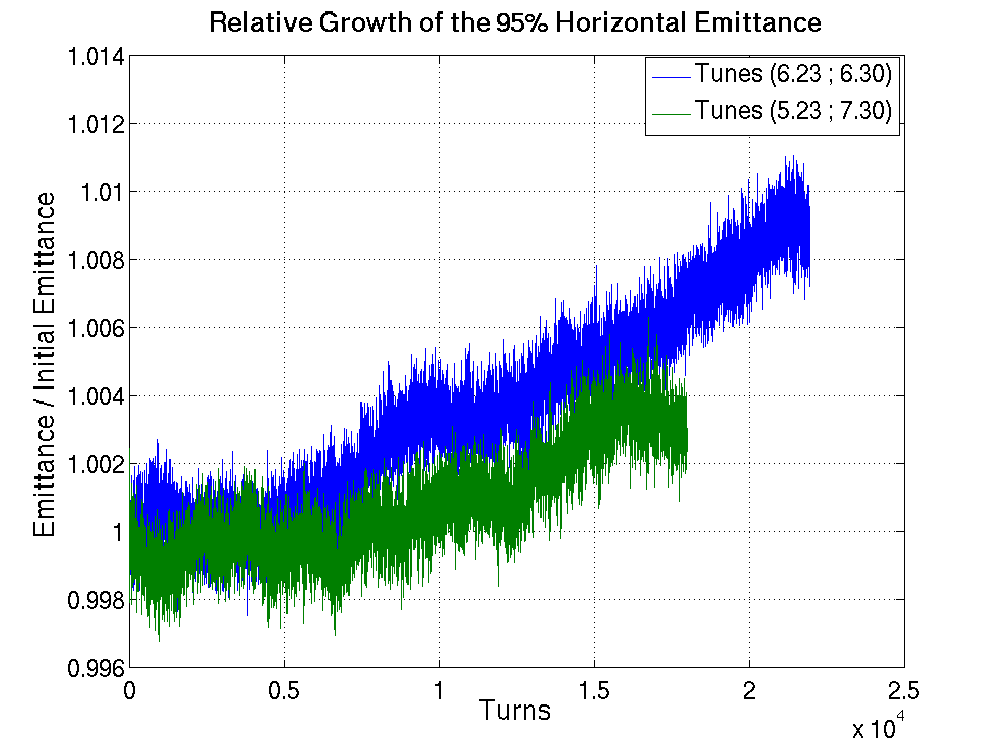 Relative Growth of the 95% Horizontal Emittance
Tunes (6.23 ; 6.30)
Tunes (5.23 ; 7.30)
Emittance / Initial Emittance
1.014
1.012
1.01
1.008
1.006
1.004
1.002
1
0.998
0.996
0 0.5 1 1.5 2 2.5
Turns
x 10⁴